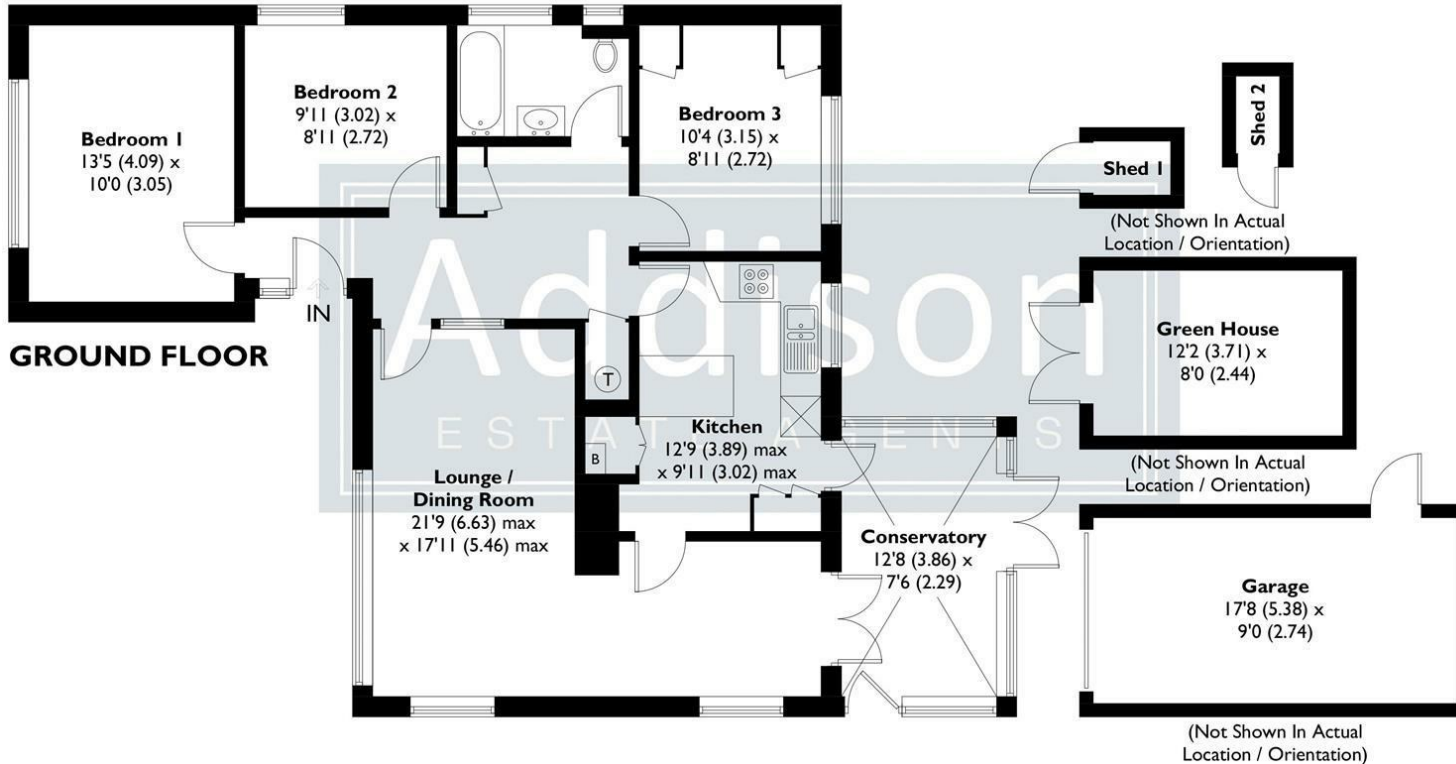 Bedroom 1
13'5 (4.09) x
10'0 (3.05)
Bedroom 2
9'11 (3.02) x
8'11 (2.72)
Bedroom 3
10'4 (3.15) x
8'11 (2.72)
Shed 1
(Not Shown In Actual
Location / Orientation)
Shed 2
IN
GROUND FLOOR
Addison
ESTATE AGENTS
T
B
Kitchen
12'9 (3.89) max
x 9'11 (3.02) max
Lounge /
Dining Room
21'9 (6.63) max
x 17'11 (5.46) max
Conservatory
12'8 (3.86) x
7'6 (2.29)
Green House
12'2 (3.71) x
8'0 (2.44)
(Not Shown In Actual
Location / Orientation)
Garage
17'8 (5.38) x
9'0 (2.74)
(Not Shown In Actual
Location / Orientation)